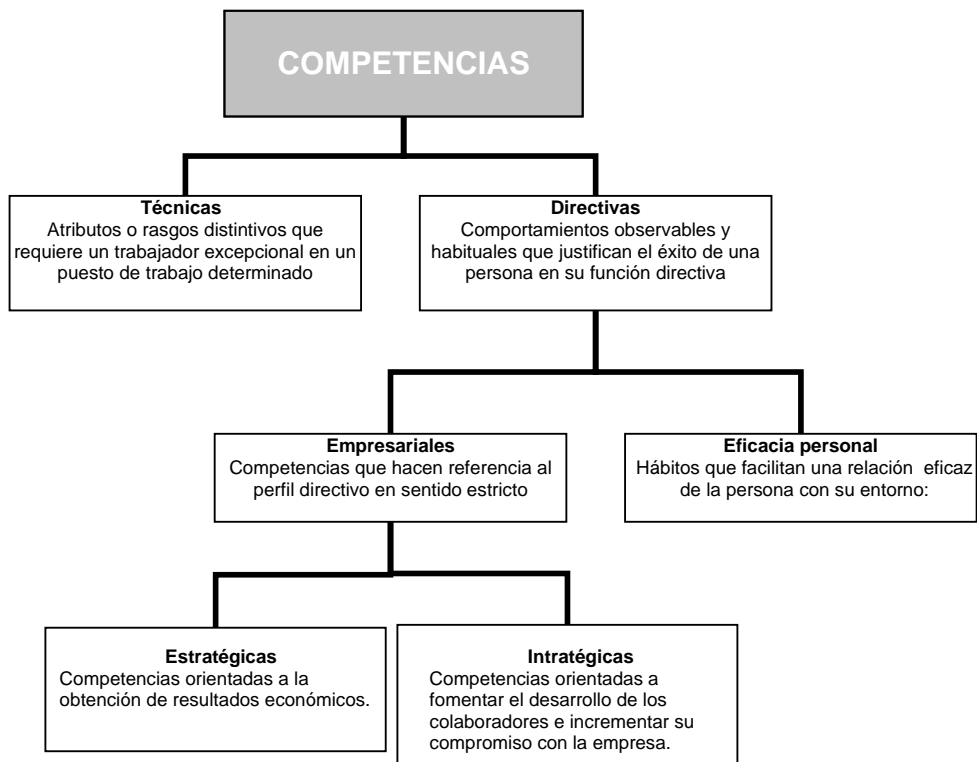 COMPETENCIAS
Técnicas
Atributos o rasgos distintivos que
requiere un trabajador excepcional en un
puesto de trabajo determinado
Directivas
Comportamientos observables y
habituales que justifican el éxito de una
persona en su función directiva
Empresariales
Competencias que hacen referencia al
perfil directivo en sentido estricto
Eficacia personal
Hábitos que facilitan una relación eficaz
de la persona con su entorno:
Estratégicas
Competencias orientadas a la
obtención de resultados económicos.
Intratégicas
Competencias orientadas a
fomentar el desarrollo de los
colaboradores e incrementar su
compromiso con la empresa.